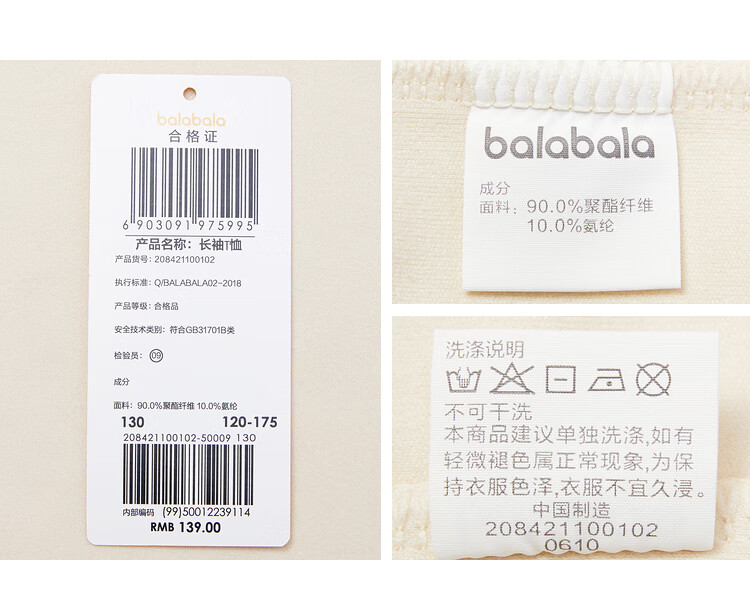 balabala
合格证
6 903091 975995
产品名称: 长袖T恤
产品货号: 208421100102
执行标准: Q/BALABALA02-2018
产品等级: 合格品
安全技术类别: 符合GB31701B类
检验员: 09
成分
面料: 90.0%聚酯纤维 10.0%氨纶
130 120-175
208421100102-50009 130
内部编码 (99)50012239114
RMB 139.00
balabala
成分
面料: 90.0%聚酯纤维
10.0%氨纶
洗涤说明
不可干洗
本商品建议单独洗涤,如有
轻微褪色属正常现象,为保
持衣服色泽,衣服不宜久浸。
中国制造
208421100102
0610